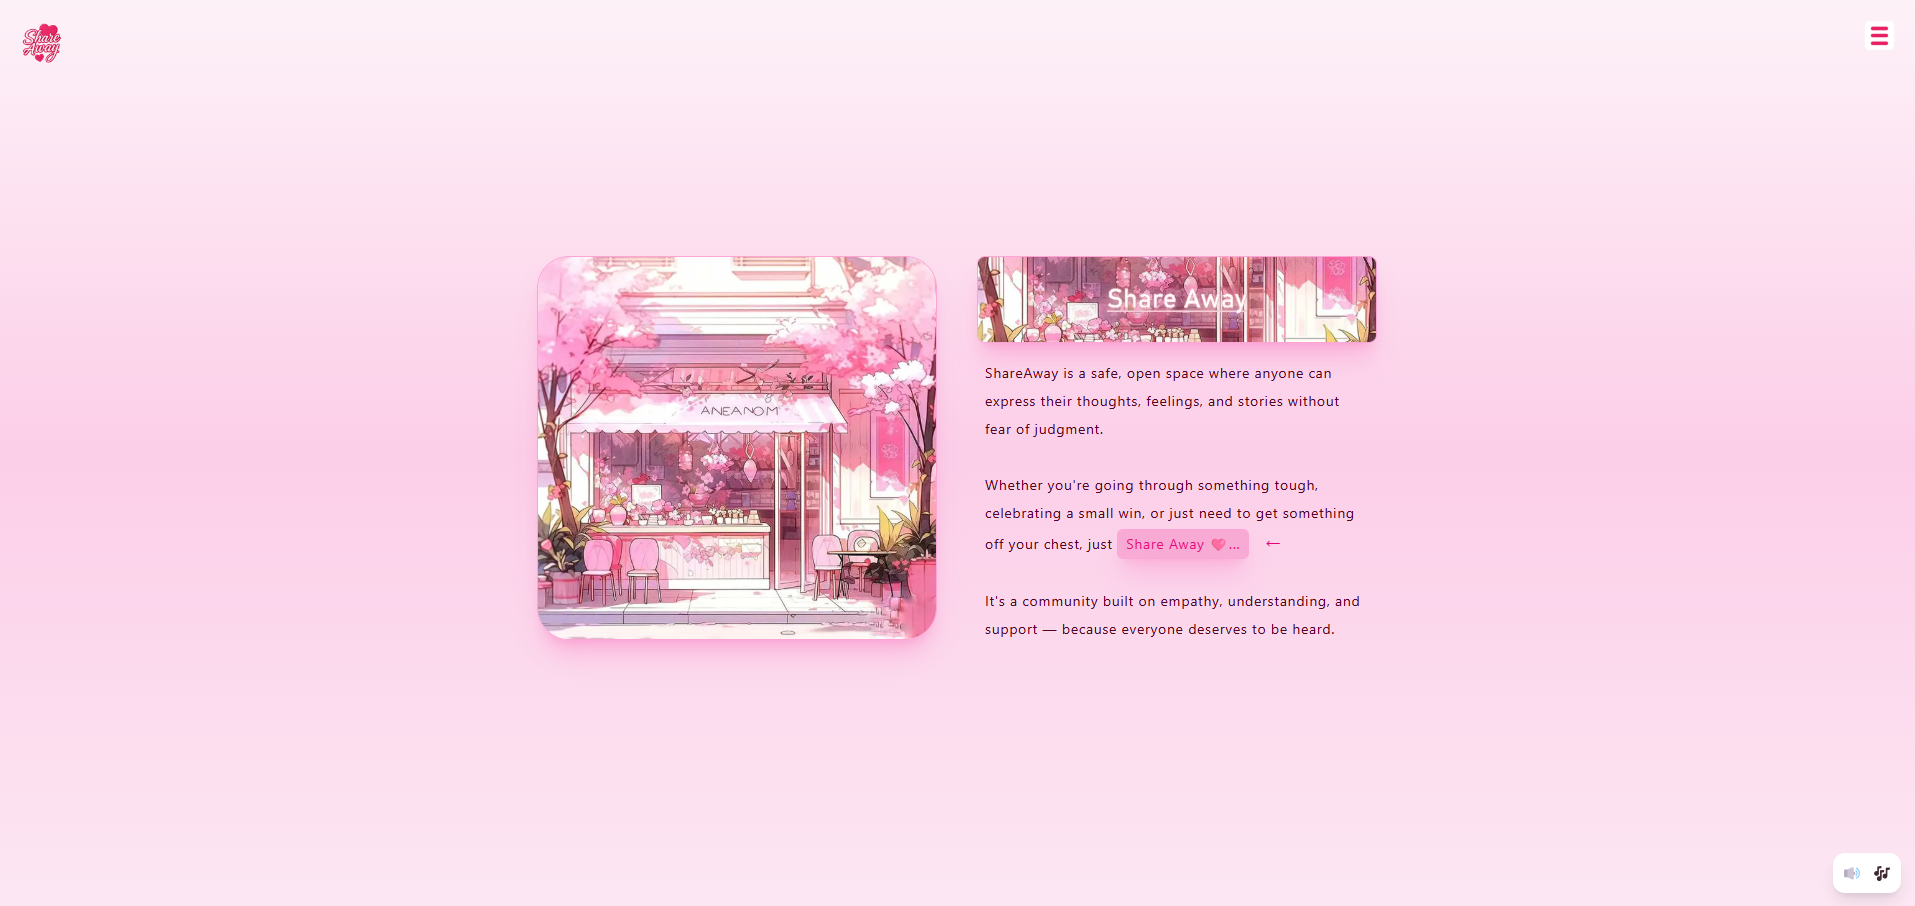 Share
Away
ANEANOM
Share Away
ShareAway is a safe, open space where anyone can
express their thoughts, feelings, and stories without
fear of judgment.
Whether you're going through something tough,
celebrating a small win, or just need to get something
off your chest, just Share Away 💗... ←
It's a community built on empathy, understanding, and
support — because everyone deserves to be heard.